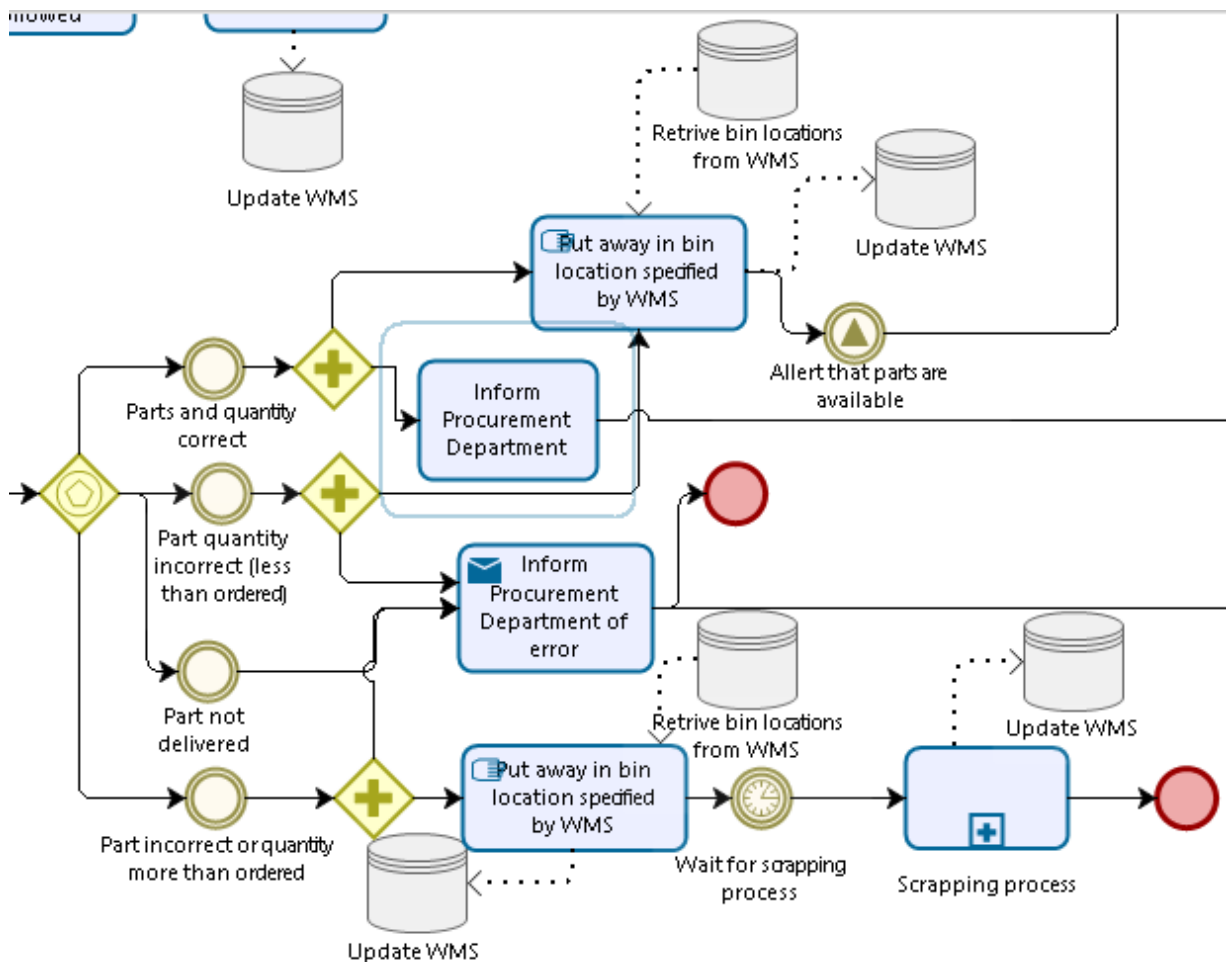 Update WMS
Retrive bin locations
from WMS
Update WMS
Put away in bin
location specified
by WMS
Allert that parts are
available
Parts and quantity
correct
Inform
Procurement
Department
Part quantity
incorrect (less
than ordered)
Inform
Procurement
Department of
error
Part not
delivered
Retrive bin locations
from WMS
Update WMS
Part incorrect or quantity
more than ordered
Put away in bin
location specified
by WMS
Wait for scrapping
process
Scrapping process
Update WMS